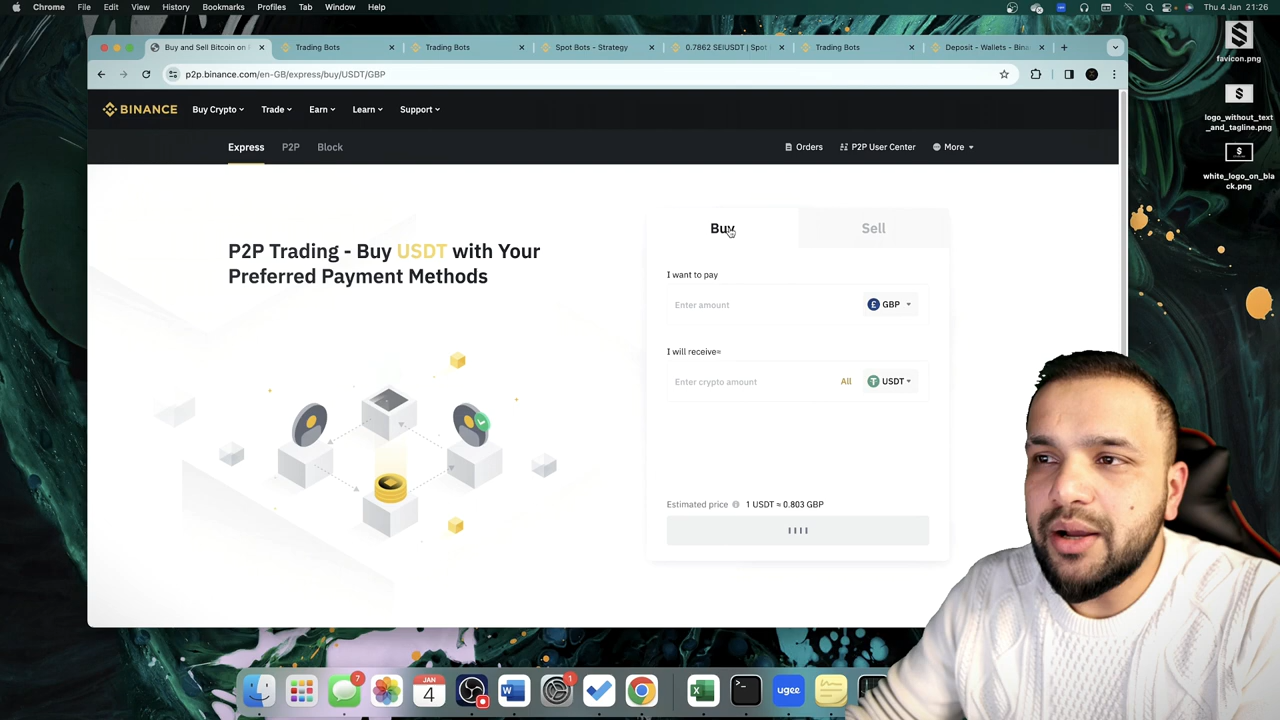 Chrome File Edit View History Bookmarks Profiles Tab Window Help
Thu 4 Jan 21:26
Buy and Sell Bitcoin on
Trading Bots
Trading Bots
Spot Bots - Strategy
0.7862 SEIUSDT | Spot
Trading Bots
Deposit - Wallets - Bina
p2p.binance.com/en-GB/express/buy/USDT/GBP
BINANCE
Buy Crypto Trade Earn Learn Support
Express P2P Block
Orders P2P User Center More
P2P Trading - Buy USDT with Your
Preferred Payment Methods
Buy Sell
I want to pay
Enter amount
£ GBP
I will receive≈
Enter crypto amount All
T USDT
Estimated price 1 USDT ≈ 0.803 GBP
favicon.png
$
logo_without_text
_and_tagline.png
$
white_logo_on_bla
ck.png
7
JAN
4
W
1
X
>_
ugee